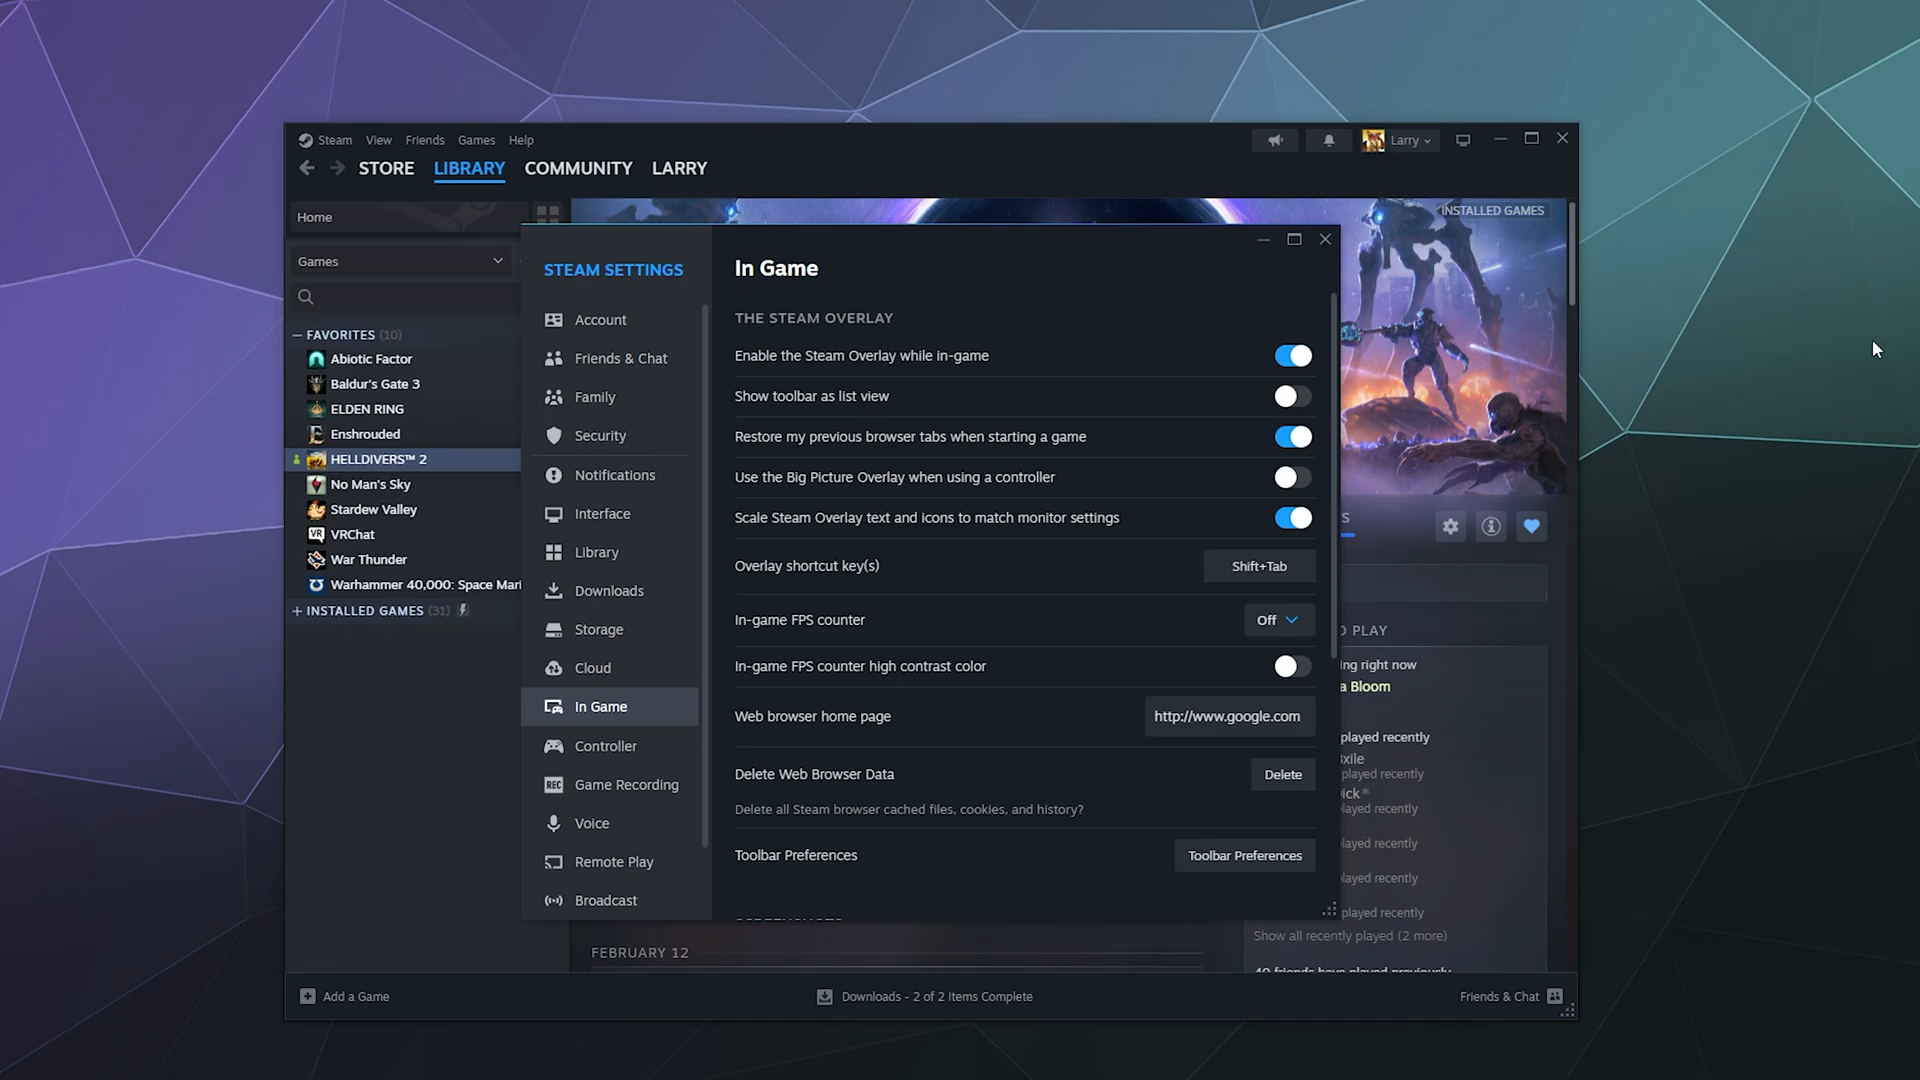 Steam View Friends Games Help Larry
STORE LIBRARY COMMUNITY LARRY
Home
INSTALLED GAMES
Games
FAVORITES (10)
Abiotic Factor
Baldur's Gate 3
ELDEN RING
Enshrouded
HELLDIVERS™ 2
No Man's Sky
Stardew Valley
VR VRChat
War Thunder
Warhammer 40,000: Space Mari
INSTALLED GAMES (31)
STEAM SETTINGS
Account
Friends & Chat
Family
Security
Notifications
Interface
Library
Downloads
Storage
Cloud
In Game
Controller
REC Game Recording
Voice
Remote Play
Broadcast
In Game
THE STEAM OVERLAY
Enable the Steam Overlay while in-game
Show toolbar as list view
Restore my previous browser tabs when starting a game
Use the Big Picture Overlay when using a controller
Scale Steam Overlay text and icons to match monitor settings
Overlay shortcut key(s) Shift+Tab
In-game FPS counter Off
In-game FPS counter high contrast color
Web browser home page http://www.google.com
Delete Web Browser Data Delete
Delete all Steam browser cached files, cookies, and history?
Toolbar Preferences Toolbar Preferences
S
O PLAY
ing right now
a Bloom
played recently
played recently
ick *
layed recently
layed recently
layed recently
played recently
Show all recently played (2 more)
FEBRUARY 12
Add a Game
Downloads - 2 of 2 Items Complete
Friends & Chat